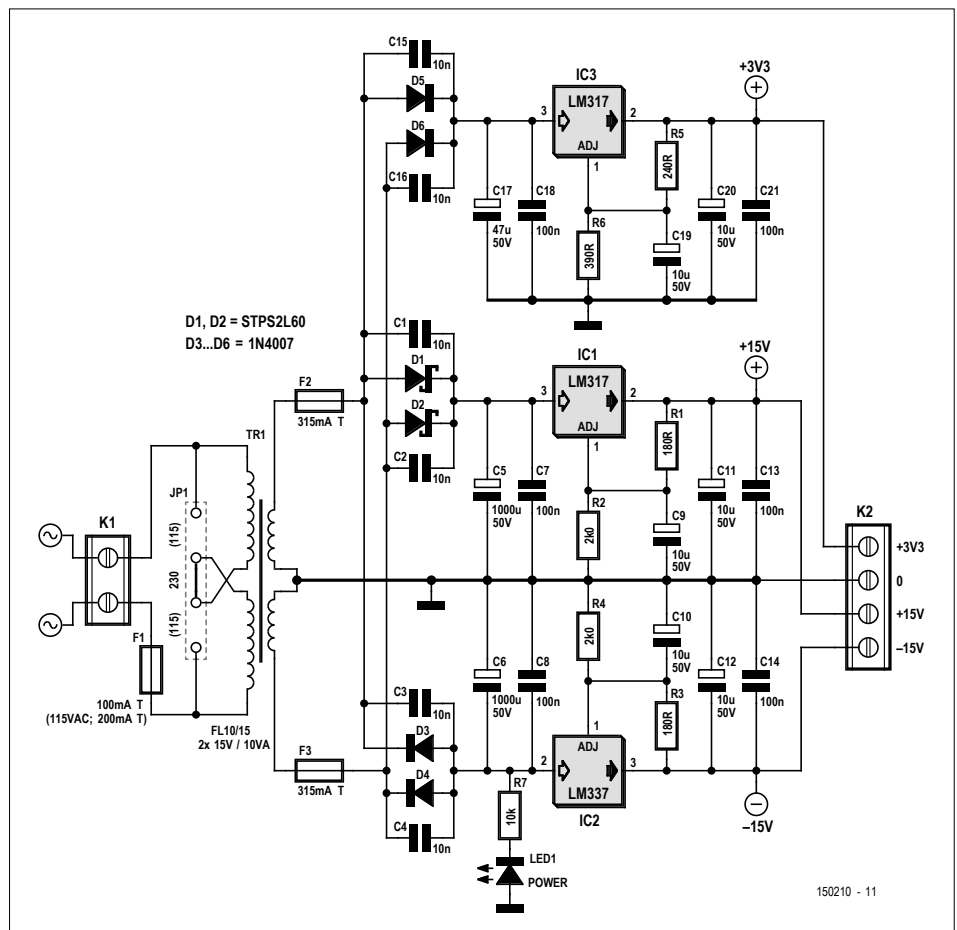 C15
10n
D5
D6
C16
10n
IC3
LM317
ADJ
3
2
1
+3V3
C17
47u
50V
C18
100n
R6
390R
R5
240R
C19
10u
50V
C20
10u
50V
C21
100n
D1, D2 = STPS2L60
D3...D6 = 1N4007
C1
10n
D1
D2
C2
10n
IC1
LM317
ADJ
3
2
1
+15V
F2
315mA T
TR1
JP1
(115)
230
(115)
K1
F1
100mA T
(115VAC; 200mA T)
FL10/15
2x 15V / 10VA
F3
315mA T
C5
1000u
50V
C7
100n
R2
2k0
R1
180R
C9
10u
50V
C11
10u
50V
C13
100n
K2
+3V3
0
+15V
–15V
C6
1000u
50V
C8
100n
R4
2k0
C10
10u
50V
R3
180R
C12
10u
50V
C14
100n
C3
10n
D3
D4
C4
10n
2
1
3
ADJ
LM337
IC2
–15V
R7
10k
LED1
POWER
150210 - 11